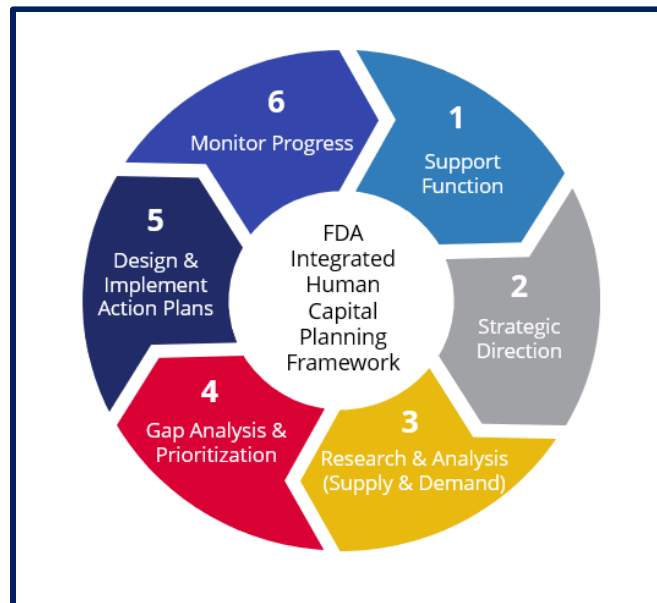 1
Support
Function
2
Strategic
Direction
3
Research & Analysis
(Supply & Demand)
4
Gap Analysis &
Prioritization
5
Design &
Implement
Action Plans
6
Monitor Progress
FDA
Integrated
Human
Capital
Planning
Framework